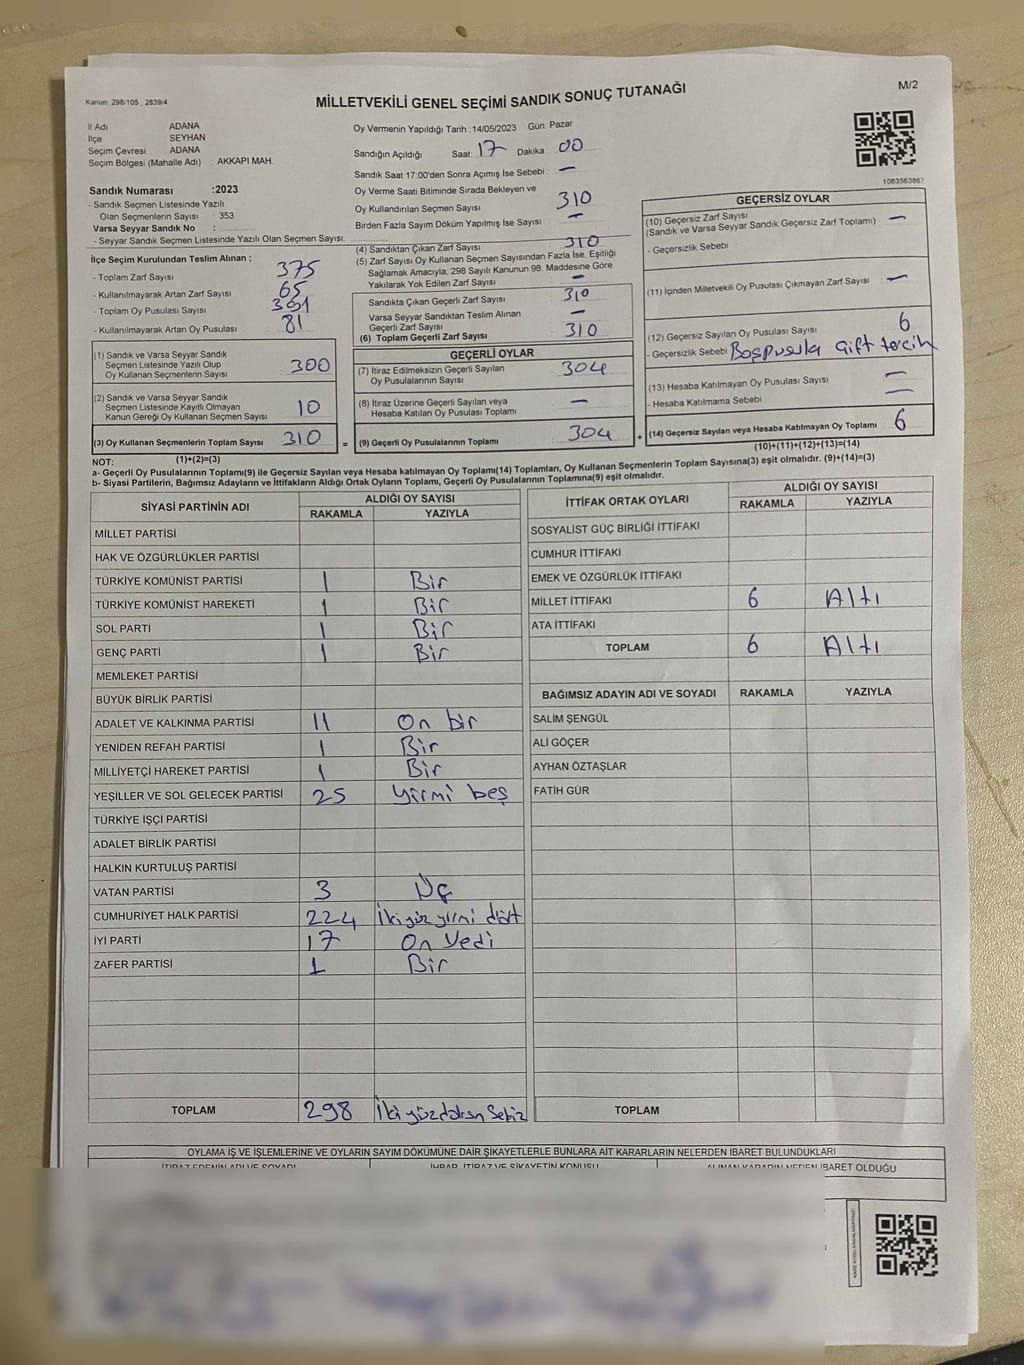 Kanun: 298/105 , 2839/4
M/2
MİLLETVEKİLİ GENEL SEÇİMİ SANDIK SONUÇ TUTANAĞI
İl Adı ADANA
İlçe SEYHAN
Seçim Çevresi ADANA
Seçim Bölgesi (Mahalle Adı) : AKKAPI MAH.
Sandık Numarası :2023
- Sandık Seçmen Listesinde Yazılı
Olan Seçmenlerin Sayısı : 353
Varsa Seyyar Sandık No :
- Seyyar Sandık Seçmen Listesinde Yazılı Olan Seçmen Sayısı:
İlçe Seçim Kurulundan Teslim Alınan ;
- Toplam Zarf Sayısı 375
- Kullanılmayarak Artan Zarf Sayısı 65
- Toplam Oy Pusulası Sayısı 391
- Kullanılmayarak Artan Oy Pusulası 81
(1) Sandık ve Varsa Seyyar Sandık
Seçmen Listesinde Yazılı Olup
Oy Kullanan Seçmenlerin Sayısı 300
(2) Sandık ve Varsa Seyyar Sandık
Seçmen Listesinde Kayıtlı Olmayan
Kanun Gereği Oy Kullanan Seçmen Sayısı 10
(3) Oy Kullanan Seçmenlerin Toplam Sayısı 310 =
(1)+(2)=(3)
Oy Vermenin Yapıldığı Tarih :14/05/2023 Gün: Pazar
Sandığın Açıldığı Saat: 17 Dakika 00
Sandık Saat 17:00'den Sonra Açımış İse Sebebi : —
Oy Verme Saati Bitiminde Sırada Bekleyen ve
Oy Kullandırılan Seçmen Sayısı 310
Birden Fazla Sayım Döküm Yapılmış İse Sayısı —
(4) Sandıktan Çıkan Zarf Sayısı 310
(5) Zarf Sayısı Oy Kullanan Seçmen Sayısından Fazla İse, Eşitliği
Sağlamak Amacıyla; 298 Sayılı Kanunun 98. Maddesine Göre
Yakılarak Yok Edilen Zarf Sayısı —
Sandıkta Çıkan Geçerli Zarf Sayısı 310
Varsa Seyyar Sandıktan Teslim Alınan
Geçerli Zarf Sayısı —
(6) Toplam Geçerli Zarf Sayısı 310
GEÇERLİ OYLAR
(7) İtiraz Edilmeksizin Geçerli Sayılan
Oy Pusulalarının Sayısı 304
(8) İtiraz Üzerine Geçerli Sayılan veya
Hesaba Katılan Oy Pusulası Toplamı —
(9) Geçerli Oy Pusulalarının Toplamı 304 +
1083563887
GEÇERSİZ OYLAR
(10) Geçersiz Zarf Sayısı —
(Sandık ve Varsa Seyyar Sandık Geçersiz Zarf Toplamı)
- Geçersizlik Sebebi
(11) İçinden Milletvekili Oy Pusulası Çıkmayan Zarf Sayısı —
(12) Geçersiz Sayılan Oy Pusulası Sayısı 6
- Geçersizlik Sebebi Boşpusula Çift tercih
(13) Hesaba Katılmayan Oy Pusulası Sayısı —
- Hesaba Katılmama Sebebi —
(14) Geçersiz Sayılan veya Hesaba Katılmayan Oy Toplamı 6
(10)+(11)+(12)+(13)=(14)
NOT:
a- Geçerli Oy Pusulalarının Toplamı(9) ile Geçersiz Sayılan veya Hesaba katılmayan Oy Toplamı(14) Toplamları, Oy Kullanan Seçmenlerin Toplam Sayısına(3) eşit olmalıdır. (9)+(14)=(3)
b- Siyasi Partilerin, Bağımsız Adayların ve İttifakların Aldığı Ortak Oyların Toplamı, Geçerli Oy Pusulalarının Toplamına(9) eşit olmalıdır.
SİYASİ PARTİNİN ADI ALDIĞI OY SAYISI
RAKAMLA YAZIYLA
MİLLET PARTİSİ
HAK VE ÖZGÜRLÜKLER PARTİSİ
TÜRKİYE KOMÜNİST PARTİSİ 1 Bir
TÜRKİYE KOMÜNİST HAREKETİ 1 Bir
SOL PARTİ 1 Bir
GENÇ PARTİ 1 Bir
MEMLEKET PARTİSİ
BÜYÜK BİRLİK PARTİSİ
ADALET VE KALKINMA PARTİSİ 11 On bir
YENİDEN REFAH PARTİSİ 1 Bir
MİLLİYETÇİ HAREKET PARTİSİ 1 Bir
YEŞİLLER VE SOL GELECEK PARTİSİ 25 Yirmi beş
TÜRKİYE İŞÇİ PARTİSİ
ADALET BİRLİK PARTİSİ
HALKIN KURTULUŞ PARTİSİ
VATAN PARTİSİ 3 Üç
CUMHURİYET HALK PARTİSİ 224 İki yüz yirmi dört
İYİ PARTİ 17 On Yedi
ZAFER PARTİSİ 1 Bir
TOPLAM 298 İki yüz doksan Sekiz
İTTİFAK ORTAK OYLARI ALDIĞI OY SAYISI
RAKAMLA YAZIYLA
SOSYALİST GÜÇ BİRLİĞİ İTTİFAKI
CUMHUR İTTİFAKI
EMEK VE ÖZGÜRLÜK İTTİFAKI
MİLLET İTTİFAKI 6 Altı
ATA İTTİFAKI
TOPLAM 6 Altı
BAĞIMSIZ ADAYIN ADI VE SOYADI RAKAMLA YAZIYLA
SALİM ŞENGÜL
ALİ GÖÇER
AYHAN ÖZTAŞLAR
FATİH GÜR
TOPLAM
OYLAMA İŞ VE İŞLEMLERİNE VE OYLARIN SAYIM DÖKÜMÜNE DAİR ŞİKAYETLERLE BUNLARA AİT KARARLARIN NELERDEN İBARET BULUNDUKLARI
İTİRAZ EDENİN ADI VE SOYADI İHBAR, İTİRAZ VE ŞİKAYETİN KONUSU ALINAN KARARIN NEDEN İBARET OLDUĞU